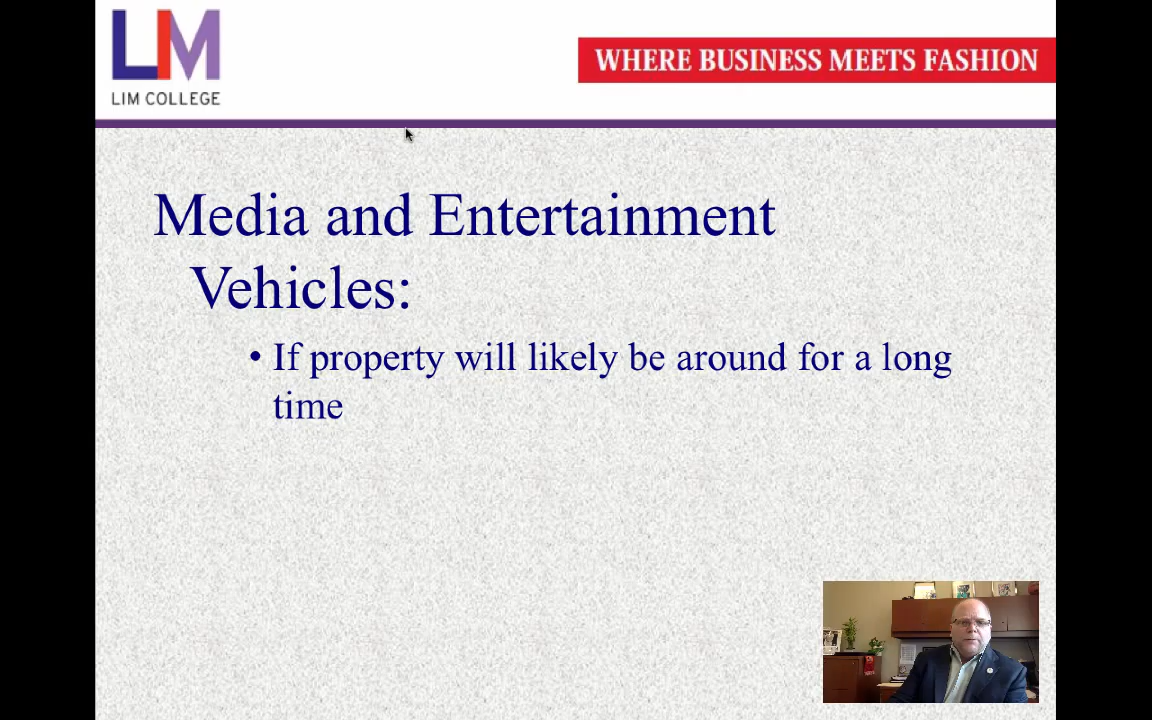 LIM
LIM COLLEGE
WHERE BUSINESS MEETS FASHION
Media and Entertainment
Vehicles:
• If property will likely be around for a long
time